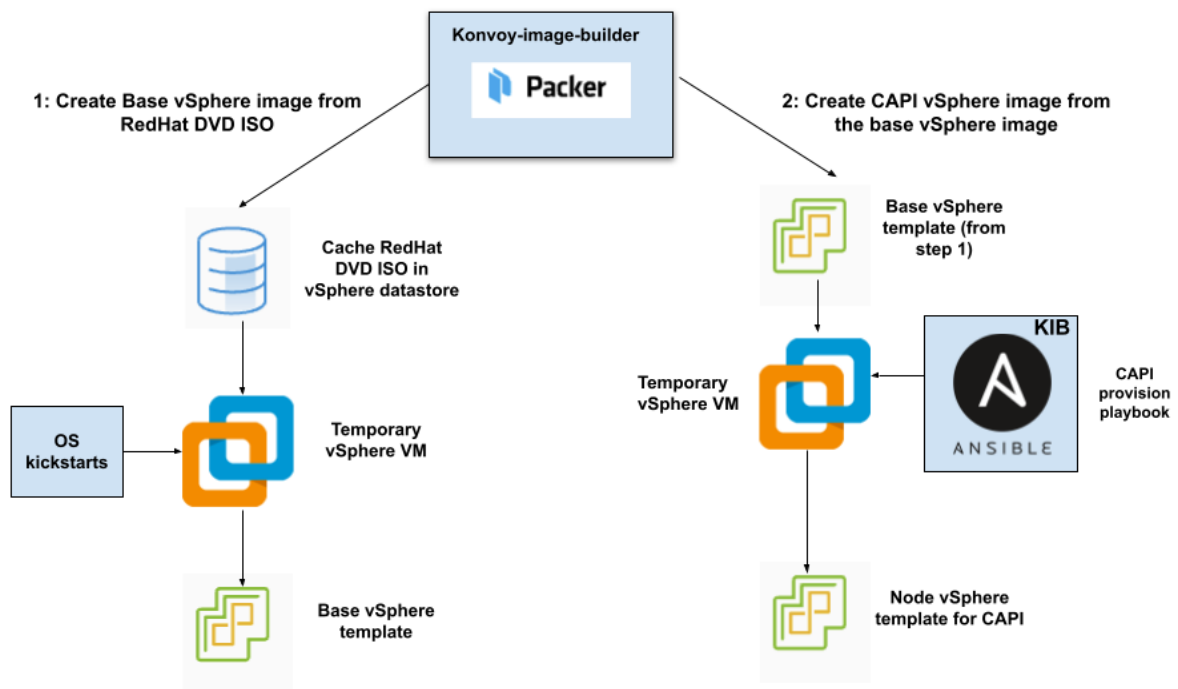 Konvoy-image-builder
Packer
1: Create Base vSphere image from
RedHat DVD ISO
2: Create CAPI vSphere image from
the base vSphere image
Cache RedHat
DVD ISO in
vSphere datastore
OS
kickstarts
Temporary
vSphere VM
Base vSphere
template
Base vSphere
template (from
step 1)
Temporary
vSphere VM
KIB
ANSIBLE
CAPI
provision
playbook
Node vSphere
template for CAPI